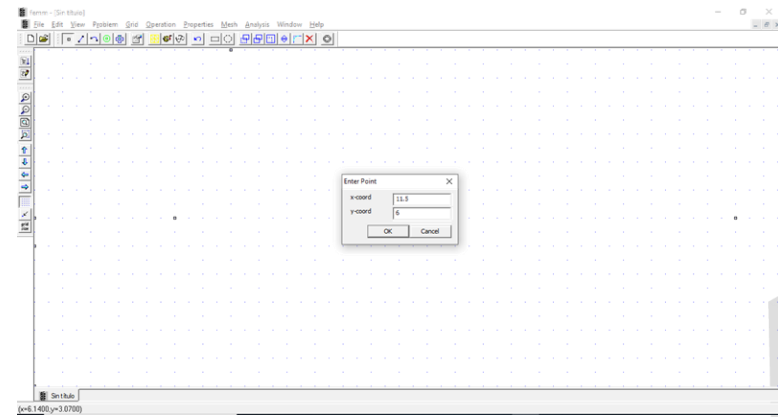 femm - [Sin título]
File Edit View Problem Grid Operation Properties Mesh Analysis Window Help
Enter Point
x-coord 11.5
y-coord 6
OK Cancel
Sin título
(x=6.1400,y=3.0700)